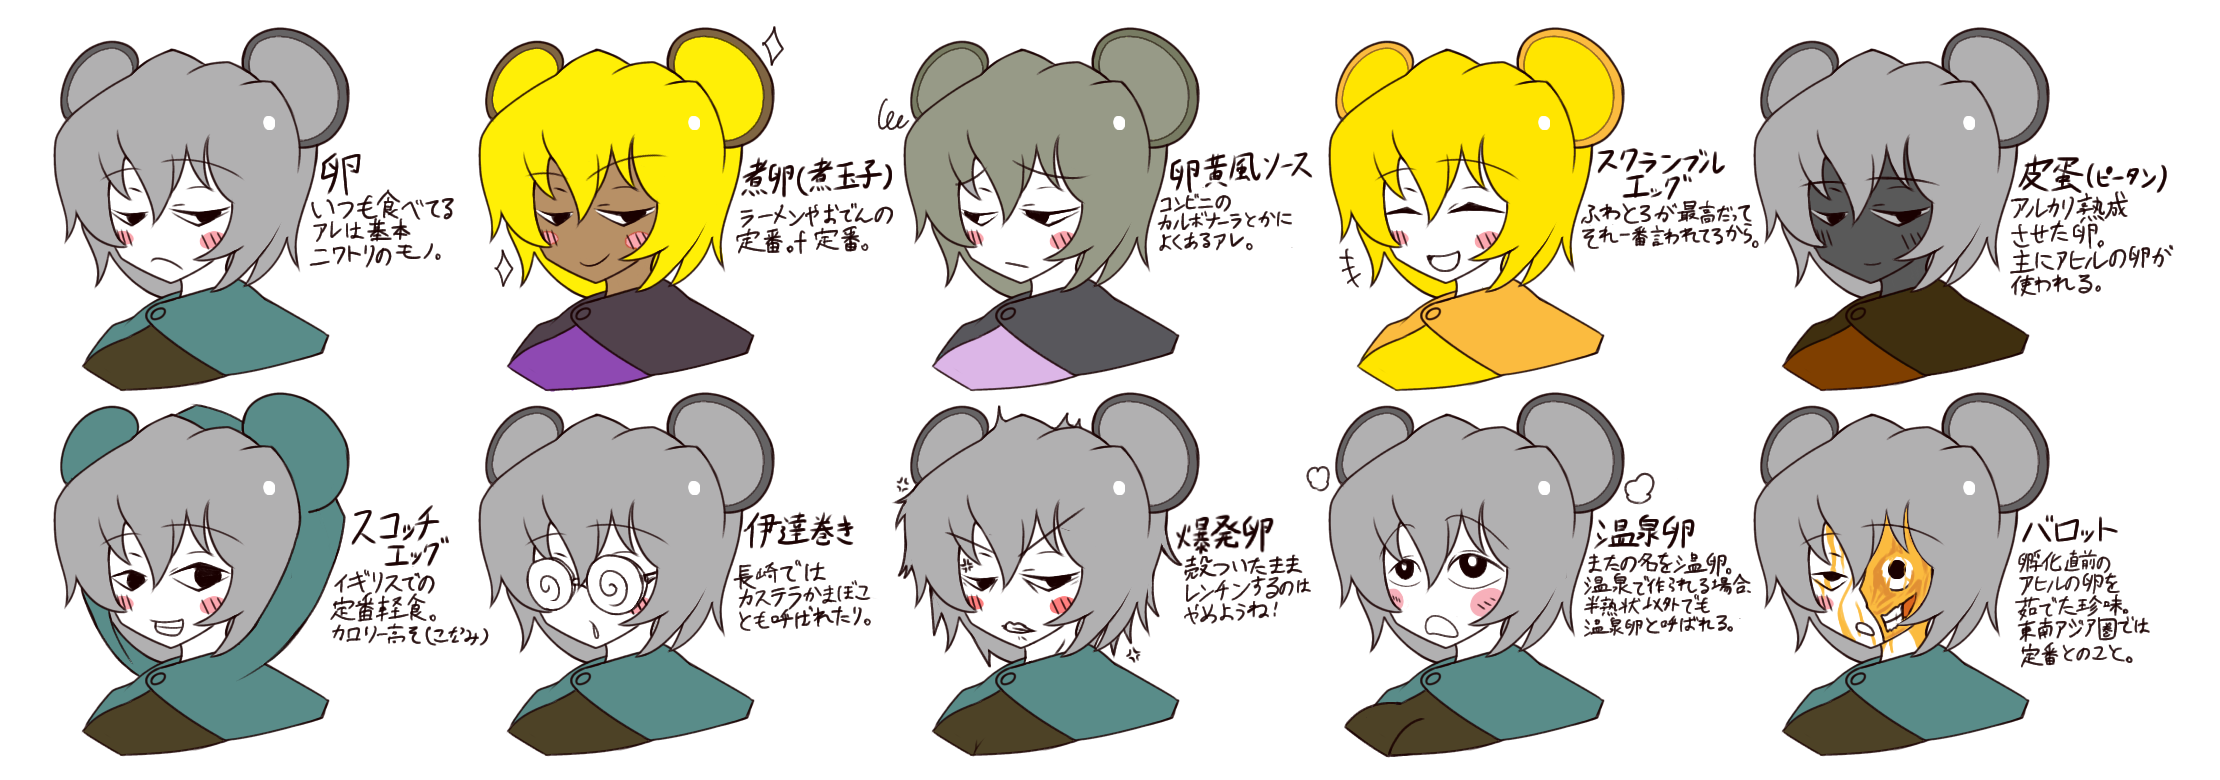 卵
いつも食べてる
アレは基本
ニワトリのモノ。
煮卵(煮玉子)
ラーメンやおでんの
定番。f 定番。
卵黄風ソース
コンビニの
カルボナーラとかに
よくあるアレ。
スクランブル
エッグ
ふわとろが最高だって
それ一番言われてるから。
皮蛋(ピータン)
アルカリ熟成
させた卵。
主にアヒルの卵が
使われる。
スコッチ
エッグ
イギリスでの
定番軽食。
カロリー高そ(こなみ)
伊達巻き
長崎では
カステラかまぼこ
とも呼ばれたり。
爆発卵
殻ついたまま
レンチンするのは
やめようね!
温泉卵
またの名を温卵。
温泉で作られる場合、
半熟状以外でも
温泉卵と呼ばれる。
バロット
孵化直前の
アヒルの卵を
茹でた珍味。
東南アジア圏では
定番とのこと。